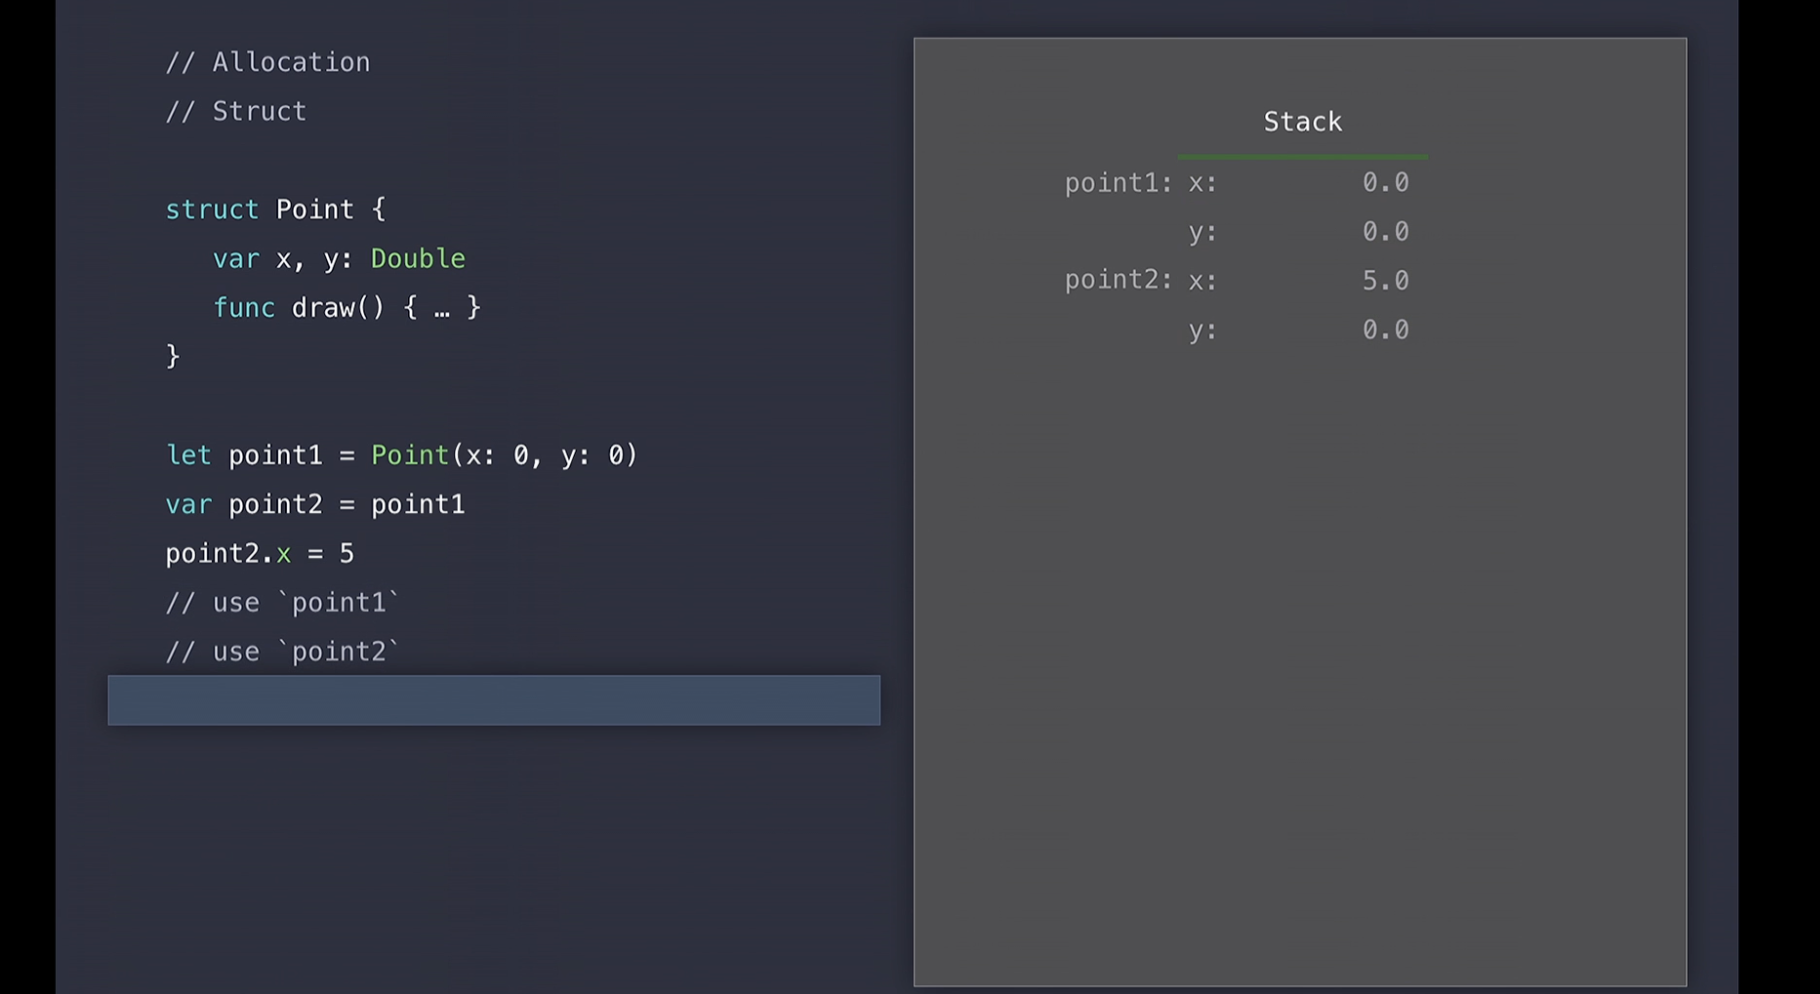 // Allocation
// Struct
struct Point {
var x, y: Double
func draw() { … }
}
let point1 = Point(x: 0, y: 0)
var point2 = point1
point2.x = 5
// use `point1`
// use `point2`
Stack
point1: x: 0.0
y: 0.0
point2: x: 5.0
y: 0.0